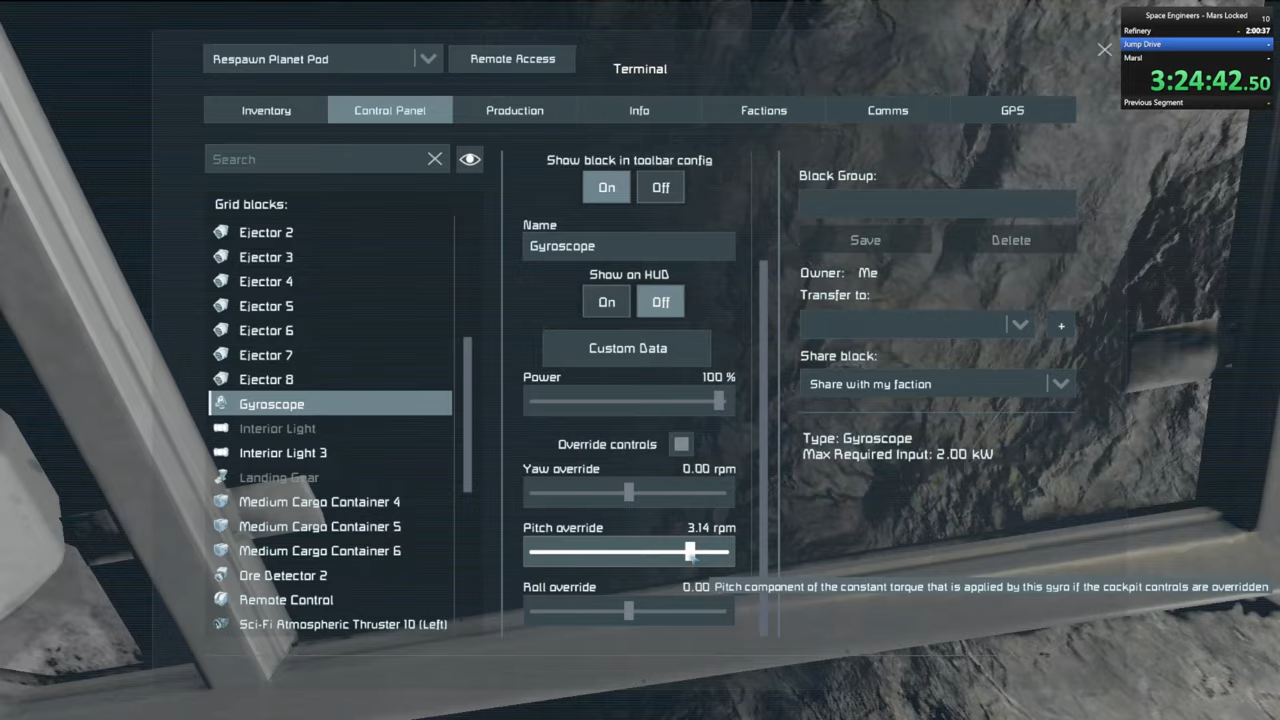 Space Engineers - Mars Locked
10
Refinery - 2:00:37
Jump Drive -
Mars! -
3:24:42.50
Previous Segment -
Respawn Planet Pod
Remote Access
Terminal
Inventory
Control Panel
Production
Info
Factions
Comms
GPS
Search
Grid blocks:
Ejector 2
Ejector 3
Ejector 4
Ejector 5
Ejector 6
Ejector 7
Ejector 8
Gyroscope
Interior Light
Interior Light 3
Landing Gear
Medium Cargo Container 4
Medium Cargo Container 5
Medium Cargo Container 6
Ore Detector 2
Remote Control
Sci-Fi Atmospheric Thruster 10 (Left)
Show block in toolbar config
On Off
Name
Gyroscope
Show on HUD
On Off
Custom Data
Power 100 %
Override controls
Yaw override 0.00 rpm
Pitch override 3.14 rpm
Roll override 0.00
Pitch component of the constant torque that is applied by this gyro if the cockpit controls are overridden
Block Group:
Save Delete
Owner: Me
Transfer to:
+
Share block:
Share with my faction
Type: Gyroscope
Max Required Input: 2.00 kW